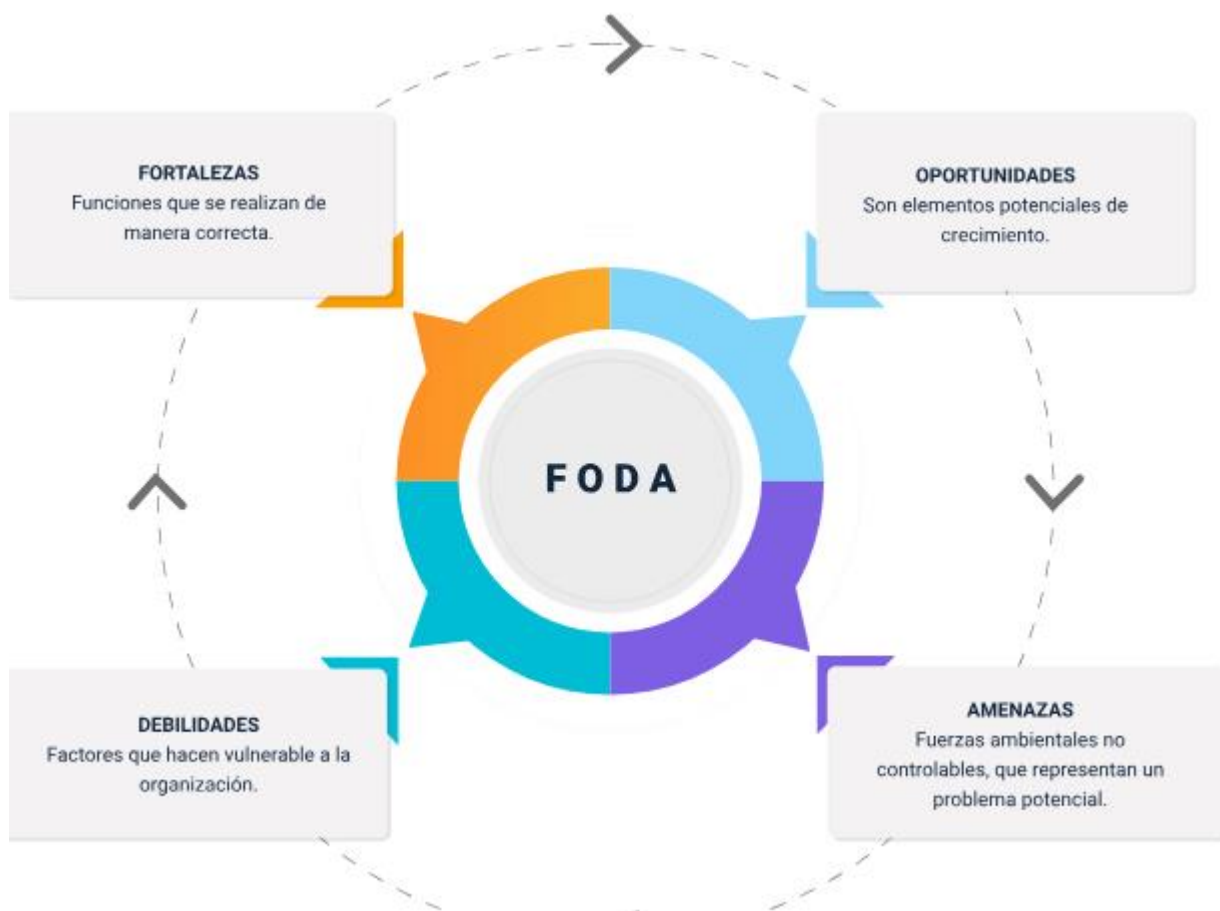 FORTALEZAS
Funciones que se realizan de
manera correcta.
OPORTUNIDADES
Son elementos potenciales de
crecimiento.
F O D A
DEBILIDADES
Factores que hacen vulnerable a la
organización.
AMENAZAS
Fuerzas ambientales no
controlables, que representan un
problema potencial.